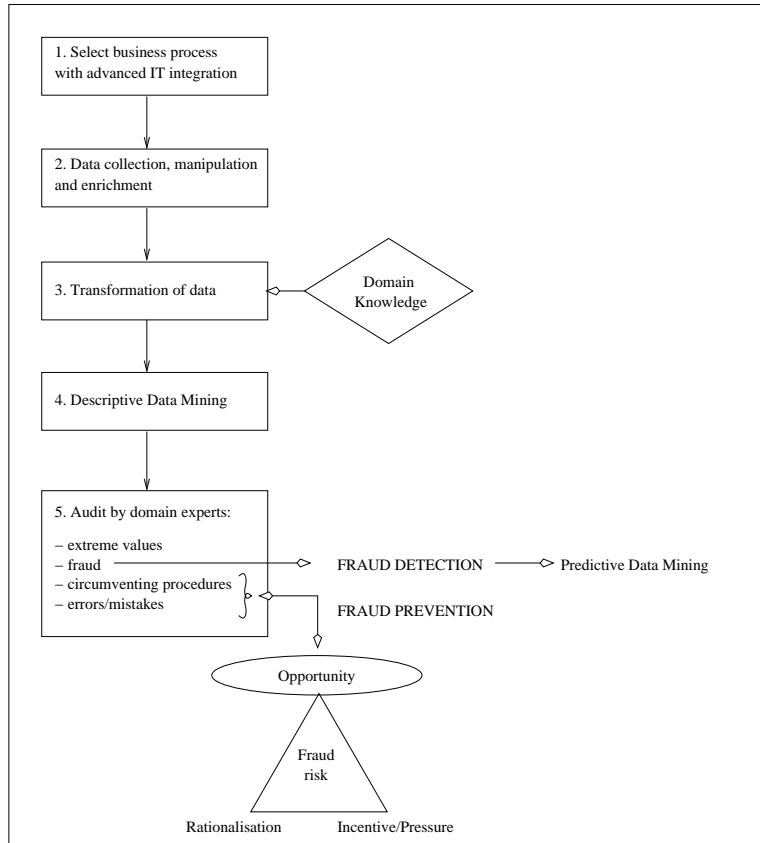 1. Select business process
with advanced IT integration
2. Data collection, manipulation
and enrichment
3. Transformation of data
Domain
Knowledge
4. Descriptive Data Mining
5. Audit by domain experts:
– extreme values
– fraud
FRAUD DETECTION
Predictive Data Mining
– circumventing procedures
– errors/mistakes
FRAUD PREVENTION
Opportunity
Fraud
risk
Rationalisation
Incentive/Pressure